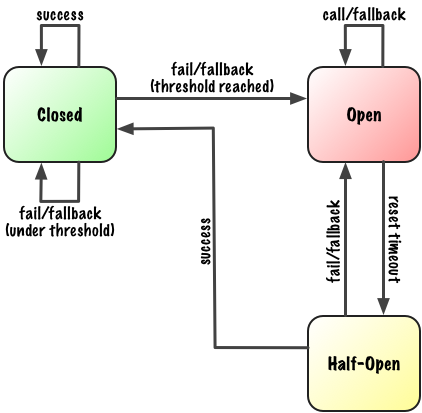 success
call/fallback
fail/fallback
(threshold reached)
Closed
Open
fail/fallback
(under threshold)
success
fail/fallback
reset timeout
Half-Open